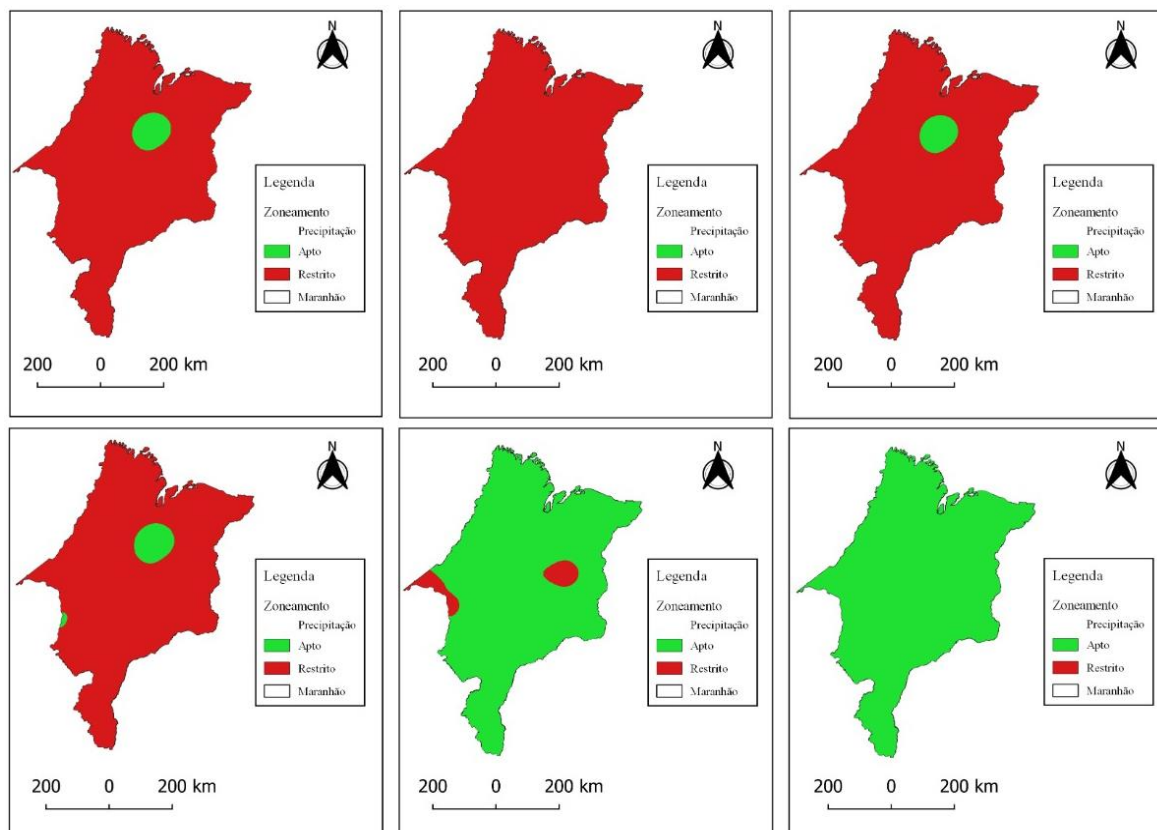 N
Legenda
Zoneamento
Precipitação
Apto
Restrito
Maranhão
200 0 200 km
N
Legenda
Zoneamento
Precipitação
Apto
Restrito
Maranhão
200 0 200 km
N
Legenda
Zoneamento
Precipitação
Apto
Restrito
Maranhão
200 0 200 km
N
Legenda
Zoneamento
Precipitação
Apto
Restrito
Maranhão
200 0 200 km
N
Legenda
Zoneamento
Precipitação
Apto
Restrito
Maranhão
200 0 200 km
N
Legenda
Zoneamento
Precipitação
Apto
Restrito
Maranhão
200 0 200 km